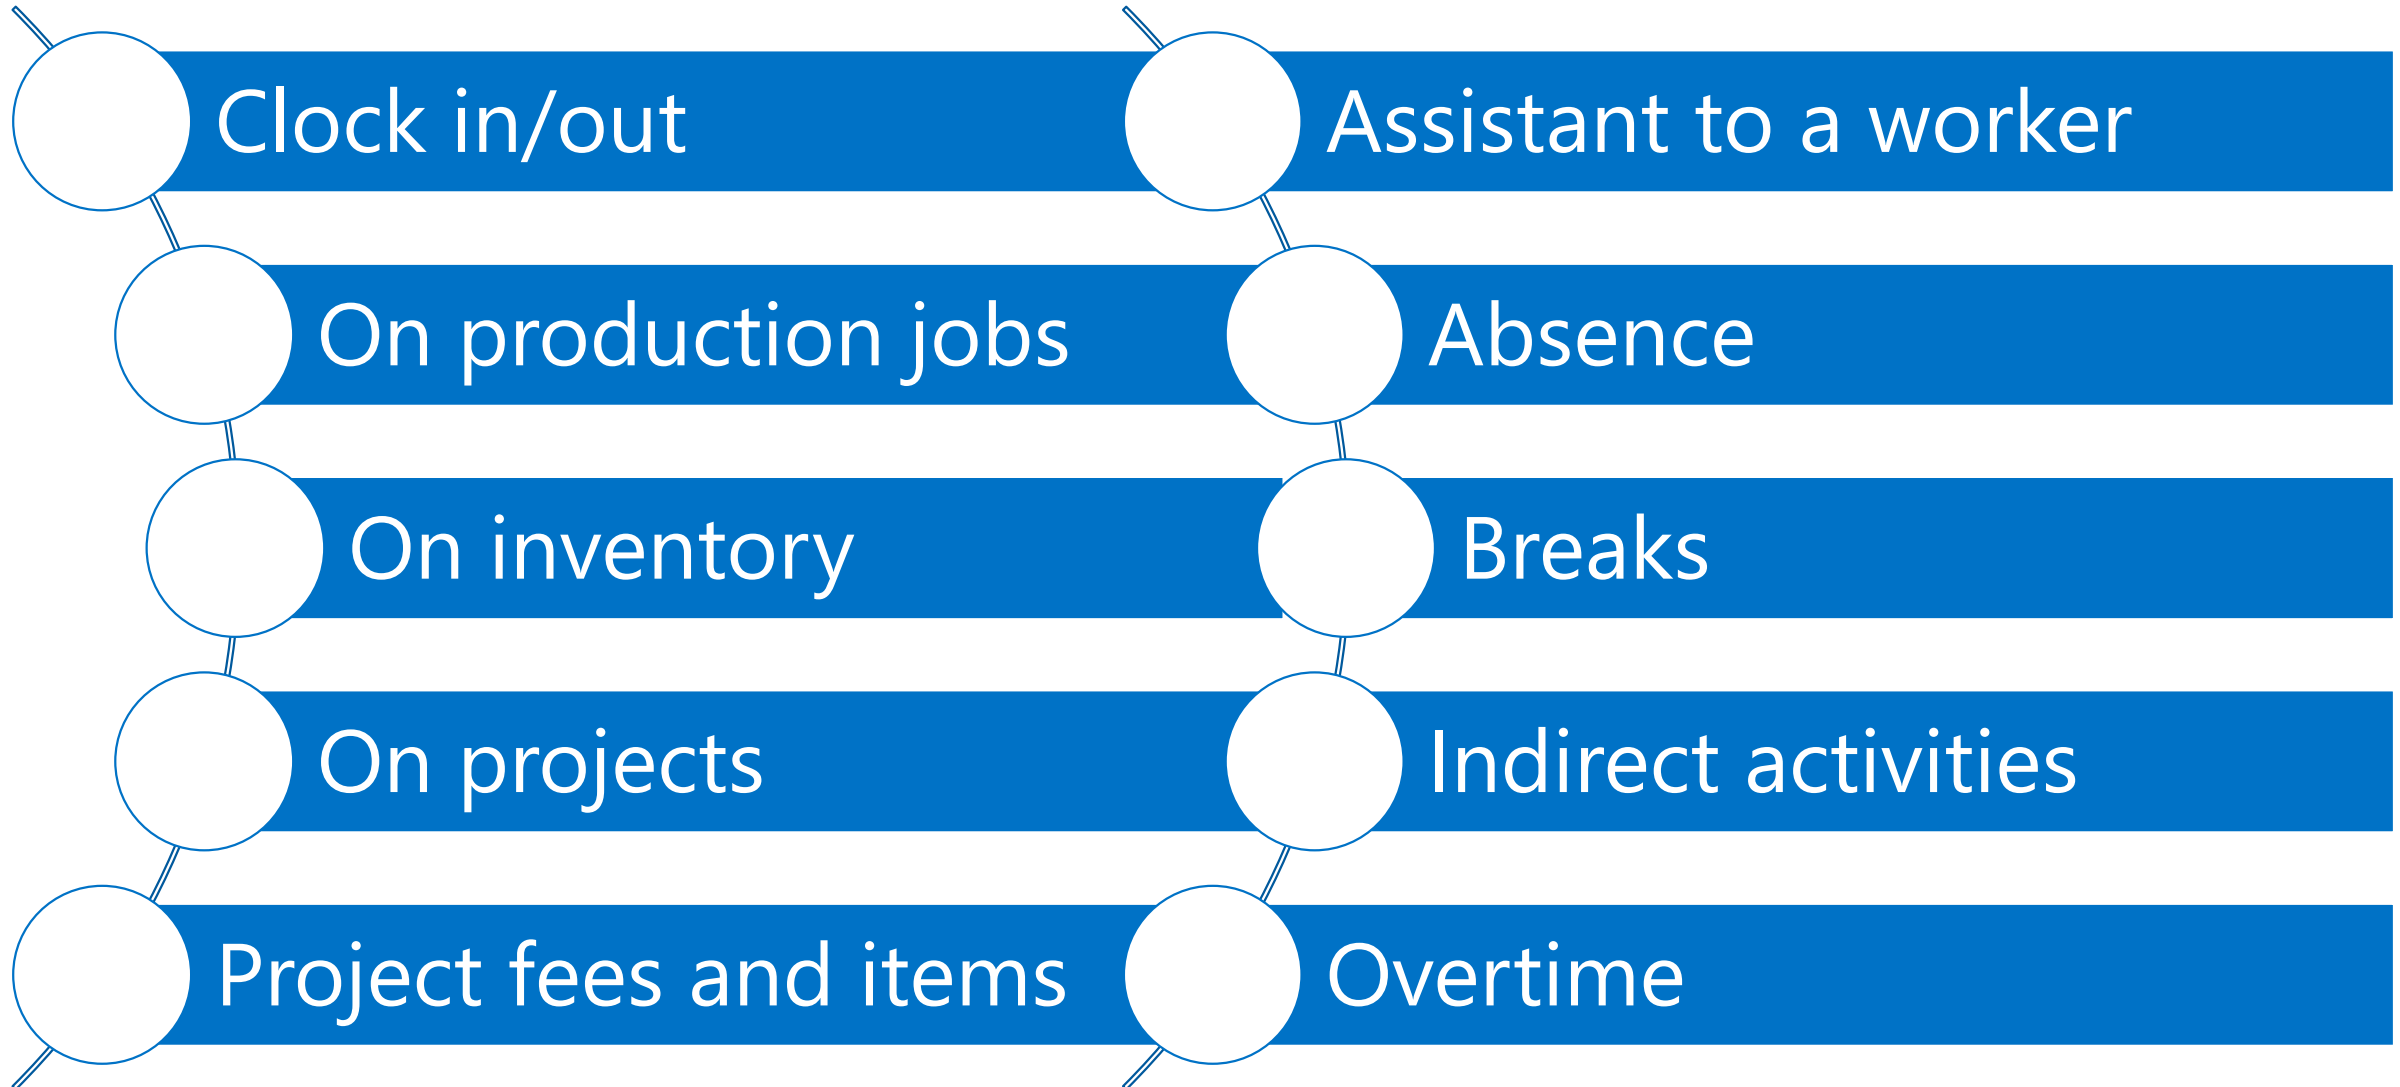 Clock in/out
On production jobs
On inventory
On projects
Project fees and items
Assistant to a worker
Absence
Breaks
Indirect activities
Overtime